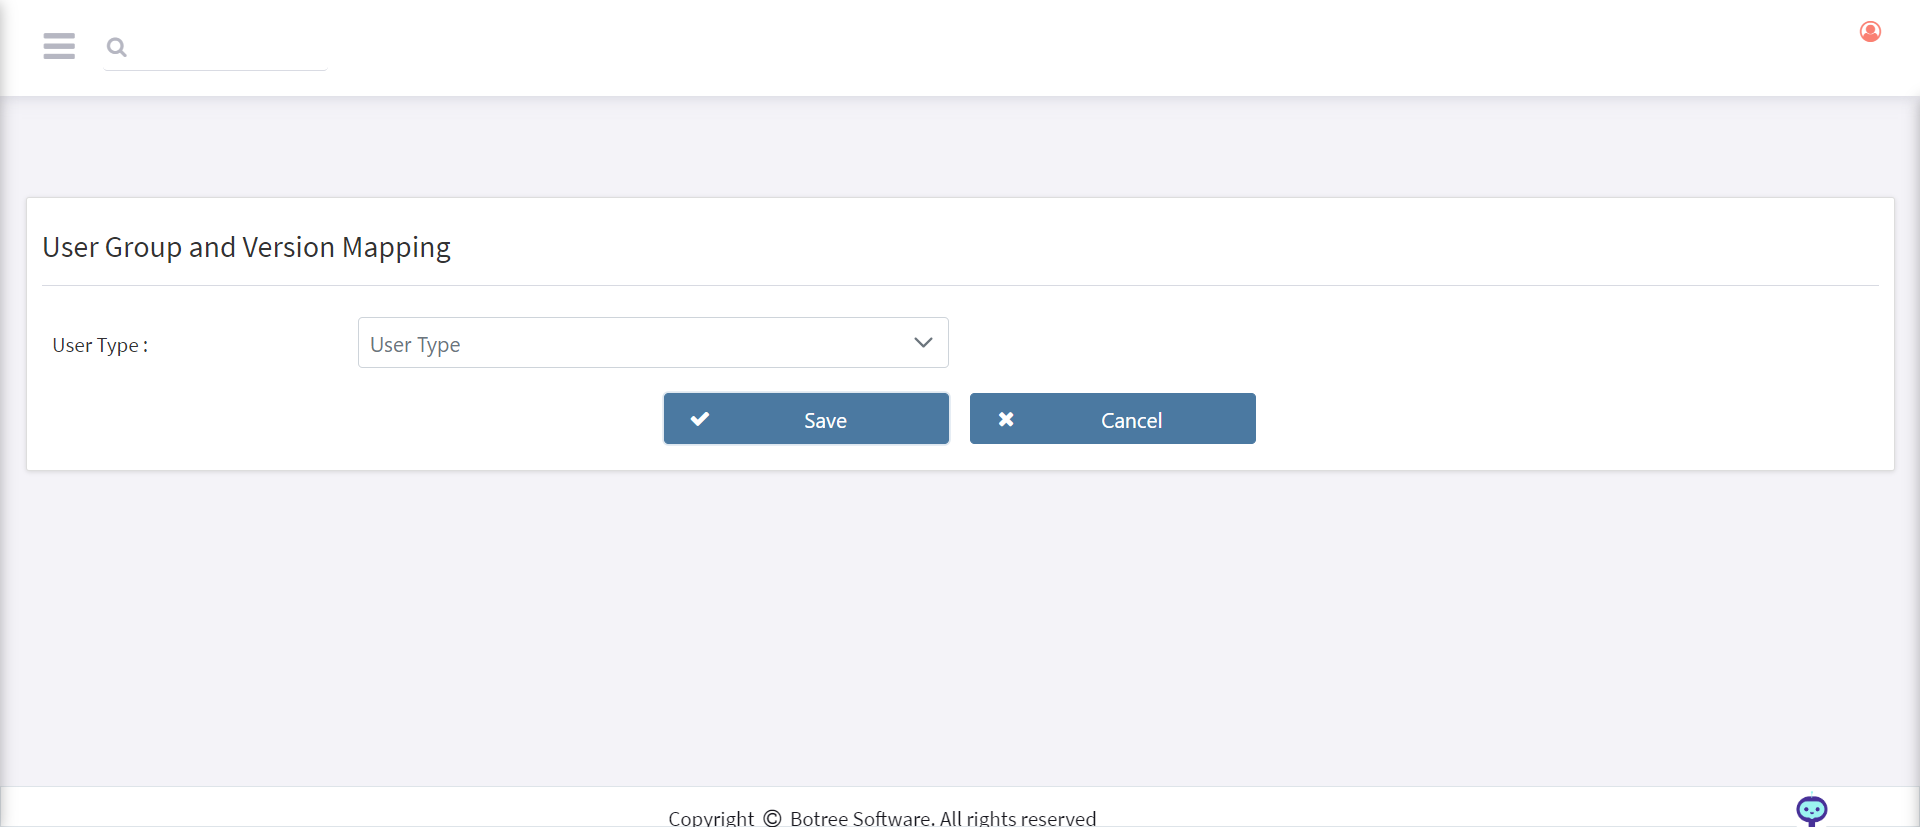 User Group and Version Mapping
User Type :
User Type
Save
Cancel
Copyright © Botree Software. All rights reserved